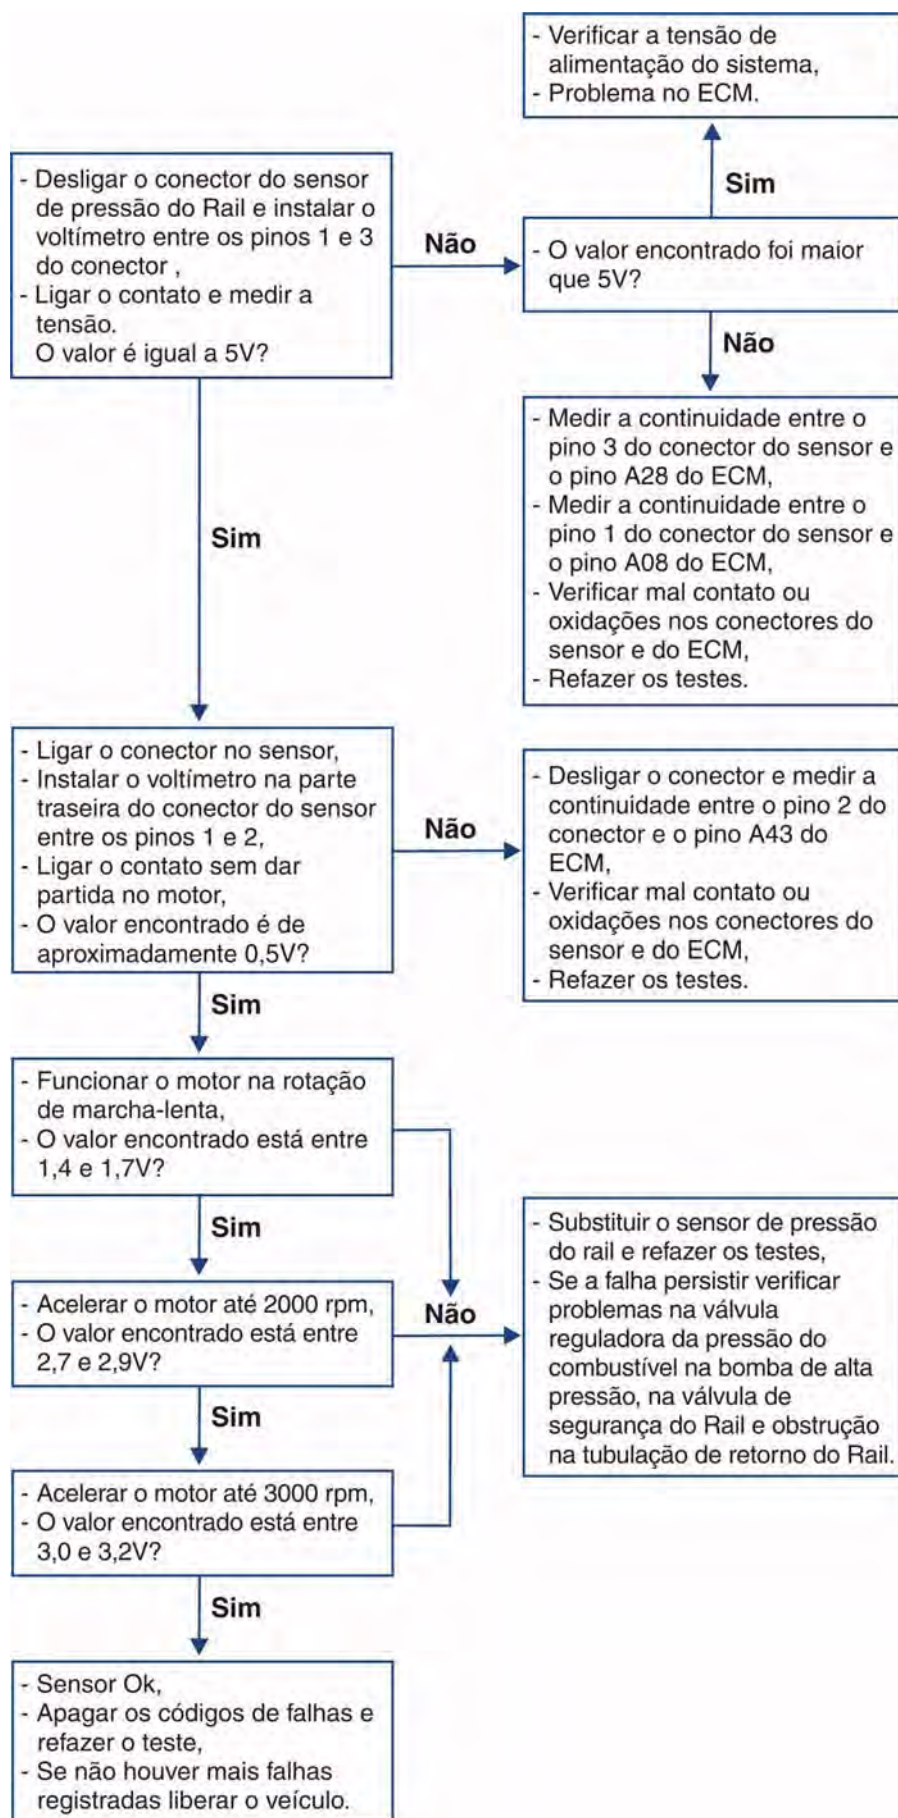 - Verificar a tensão de
alimentação do sistema,
- Problema no ECM.
Sim
- Desligar o conector do sensor
de pressão do Rail e instalar o
voltímetro entre os pinos 1 e 3
do conector ,
- Ligar o contato e medir a
tensão.
O valor é igual a 5V?
Não
- O valor encontrado foi maior
que 5V?
Não
- Medir a continuidade entre o
pino 3 do conector do sensor e
o pino A28 do ECM,
- Medir a continuidade entre o
pino 1 do conector do sensor e
o pino A08 do ECM,
- Verificar mal contato ou
oxidações nos conectores do
sensor e do ECM,
- Refazer os testes.
Sim
- Ligar o conector no sensor,
- Instalar o voltímetro na parte
traseira do conector do sensor
entre os pinos 1 e 2,
- Ligar o contato sem dar
partida no motor,
- O valor encontrado é de
aproximadamente 0,5V?
Não
- Desligar o conector e medir a
continuidade entre o pino 2 do
conector e o pino A43 do
ECM,
- Verificar mal contato ou
oxidações nos conectores do
sensor e do ECM,
- Refazer os testes.
Sim
- Funcionar o motor na rotação
de marcha-lenta,
- O valor encontrado está entre
1,4 e 1,7V?
Sim
- Acelerar o motor até 2000 rpm,
- O valor encontrado está entre
2,7 e 2,9V?
Não
- Substituir o sensor de pressão
do rail e refazer os testes,
- Se a falha persistir verificar
problemas na válvula
reguladora da pressão do
combustível na bomba de alta
pressão, na válvula de
segurança do Rail e obstrução
na tubulação de retorno do Rail.
Sim
- Acelerar o motor até 3000 rpm,
- O valor encontrado está entre
3,0 e 3,2V?
Sim
- Sensor Ok,
- Apagar os códigos de falhas e
refazer o teste,
- Se não houver mais falhas
registradas liberar o veículo.